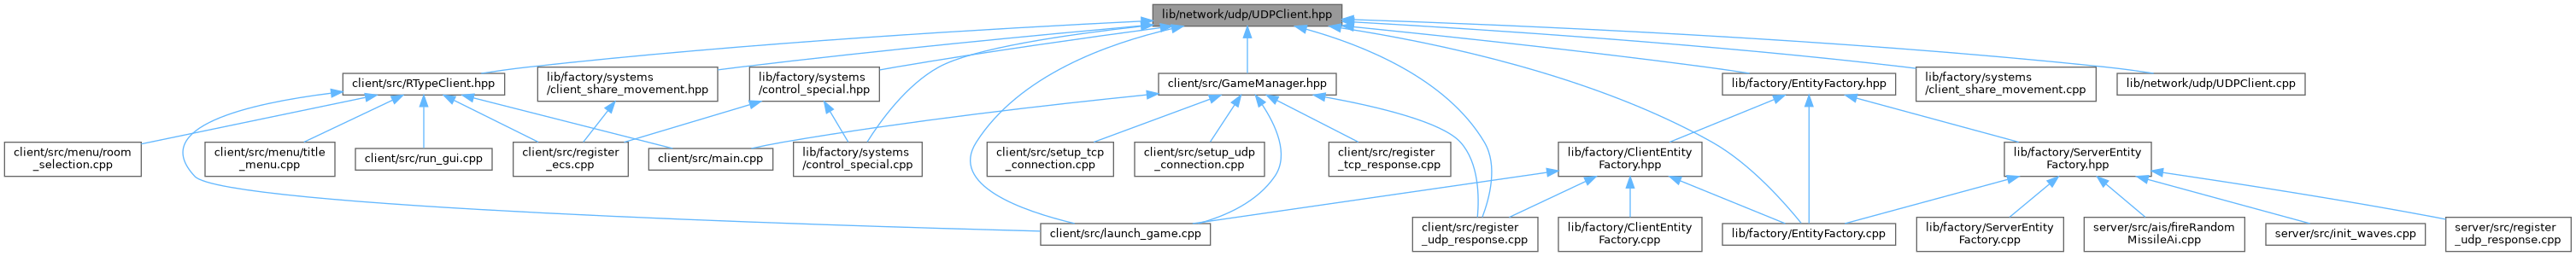 lib/network/udp/UDPClient.hpp
client/src/RTypeClient.hpp
lib/factory/systems
/client_share_movement.hpp
lib/factory/systems
/control_special.hpp
client/src/GameManager.hpp
lib/factory/EntityFactory.hpp
lib/factory/systems
/client_share_movement.cpp
lib/network/udp/UDPClient.cpp
client/src/menu/room
_selection.cpp
client/src/menu/title
_menu.cpp
client/src/run_gui.cpp
client/src/register
_ecs.cpp
client/src/main.cpp
lib/factory/systems
/control_special.cpp
client/src/setup_tcp
_connection.cpp
client/src/setup_udp
_connection.cpp
client/src/register
_tcp_response.cpp
lib/factory/ClientEntity
Factory.hpp
lib/factory/ServerEntity
Factory.hpp
client/src/launch_game.cpp
client/src/register
_udp_response.cpp
lib/factory/ClientEntity
Factory.cpp
lib/factory/EntityFactory.cpp
lib/factory/ServerEntity
Factory.cpp
server/src/ais/fireRandom
MissileAi.cpp
server/src/init_waves.cpp
server/src/register
_udp_response.cpp